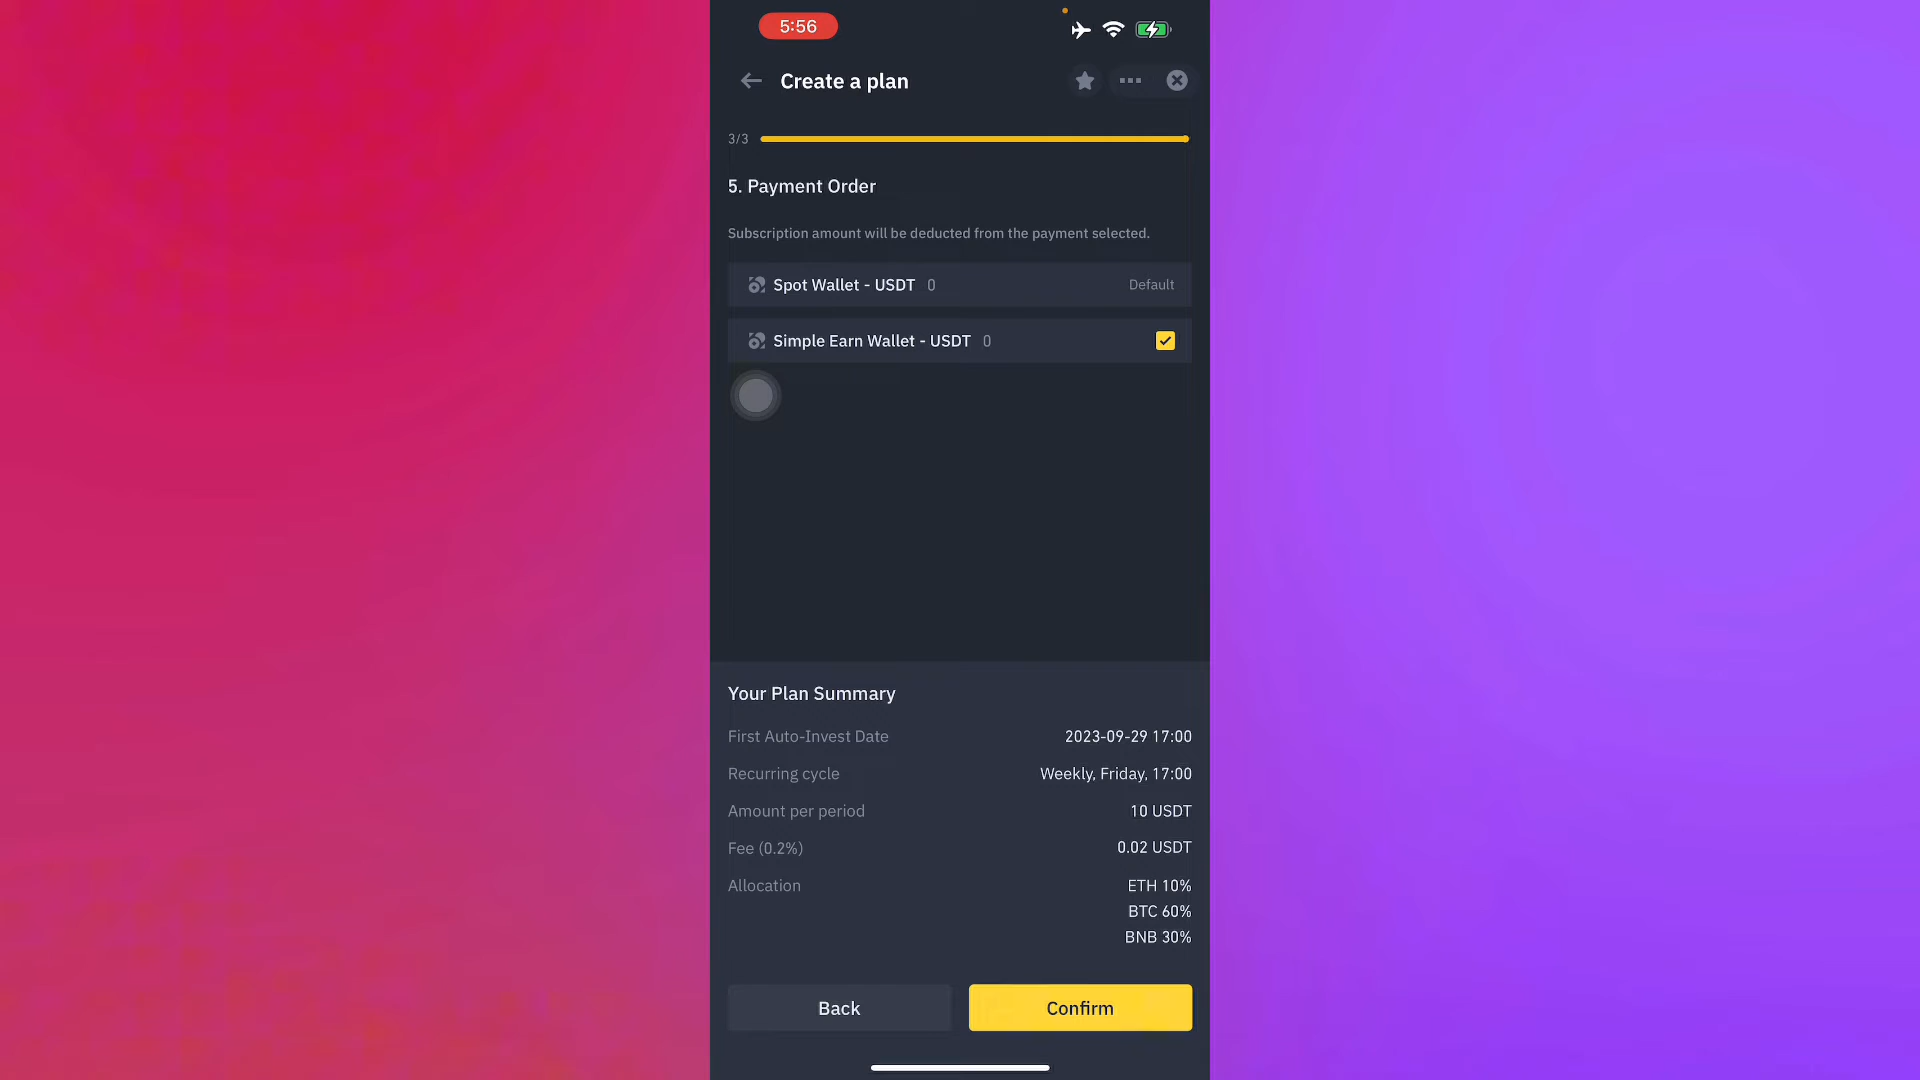 5:56
Create a plan
3/3
5. Payment Order
Subscription amount will be deducted from the payment selected.
Spot Wallet - USDT 0 Default
Simple Earn Wallet - USDT 0
Your Plan Summary
First Auto-Invest Date 2023-09-29 17:00
Recurring cycle Weekly, Friday, 17:00
Amount per period 10 USDT
Fee (0.2%) 0.02 USDT
Allocation ETH 10%
BTC 60%
BNB 30%
Back Confirm